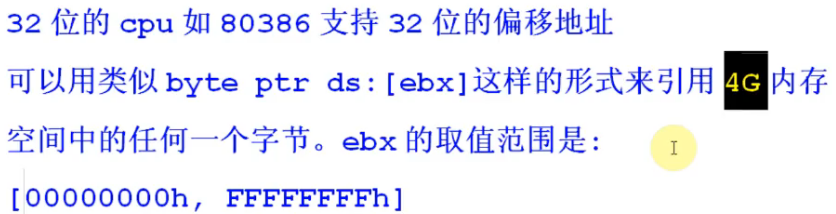 32 位的 cpu 如 80386 支持 32 位的偏移地址
可以用类似 byte ptr ds:[ebx]这样的形式来引用 4G 内存
空间中的任何一个字节。ebx 的取值范围是:
[00000000h, FFFFFFFFh]